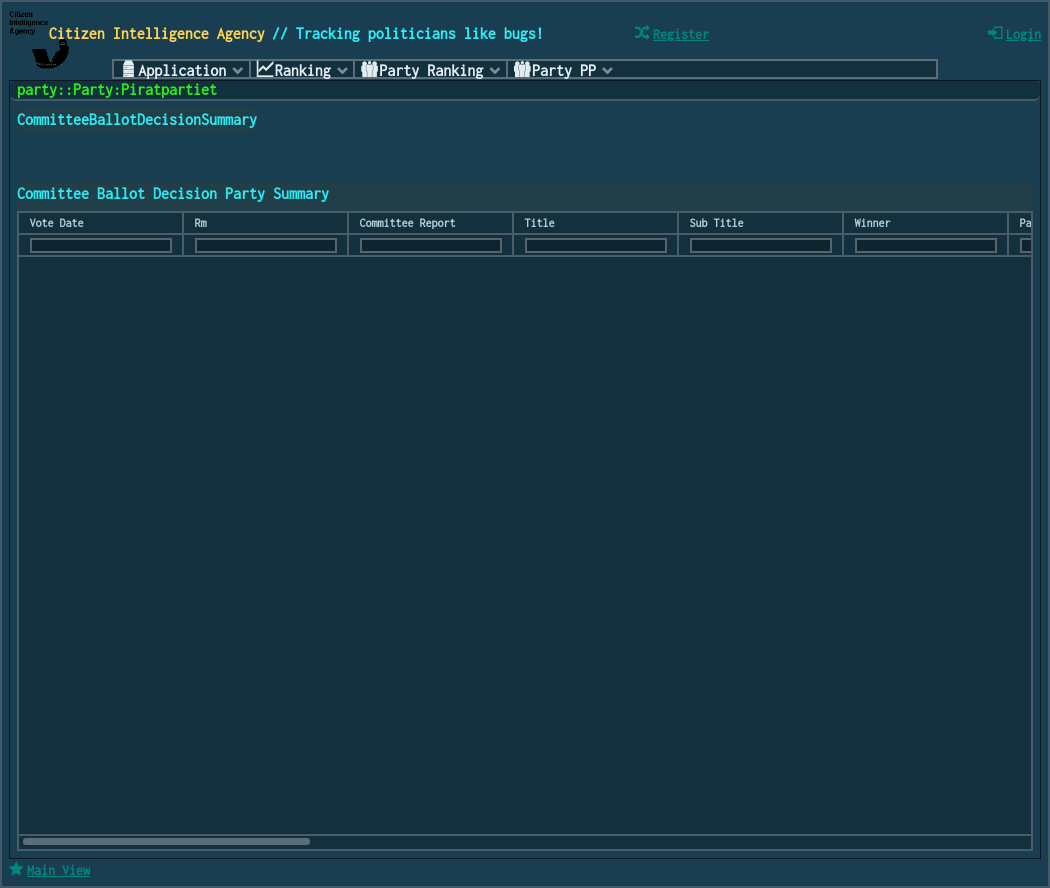 Citizen
Intelligence
Agency
Citizen Intelligence Agency // Tracking politicians like bugs!
Register
Login
Application
Ranking
Party Ranking
Party PP
party::Party:Piratpartiet
CommitteeBallotDecisionSummary
Committee Ballot Decision Party Summary
Vote Date
Rm
Committee Report
Title
Sub Title
Winner
Pa
Main View